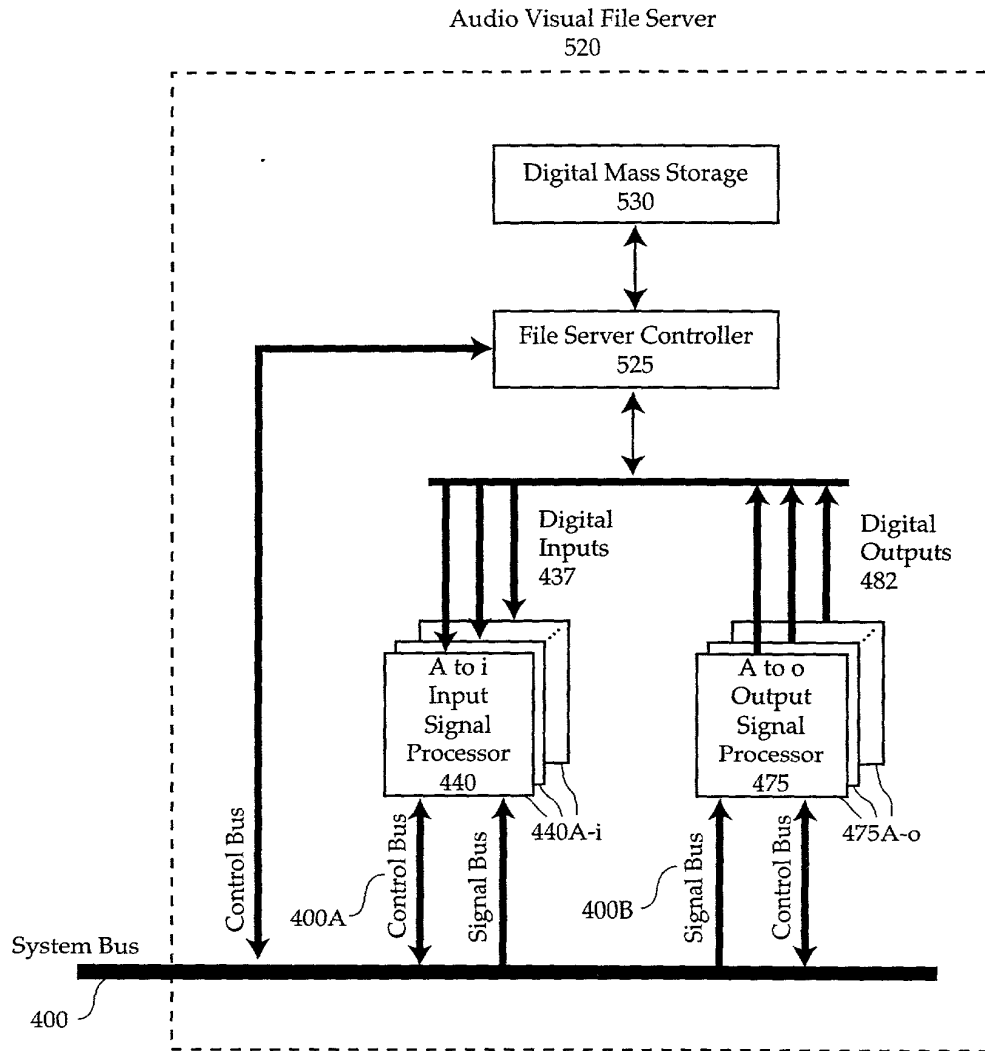 Audio Visual File Server
520
Digital Mass Storage
530
File Server Controller
525
Digital
Inputs
437
Digital
Outputs
482
A to i
Input
Signal
Processor
440
A to o
Output
Signal
Processor
475
440A-i
475A-o
Control Bus
400A
Control Bus
Signal Bus
400B
Signal Bus
Control Bus
System Bus
400